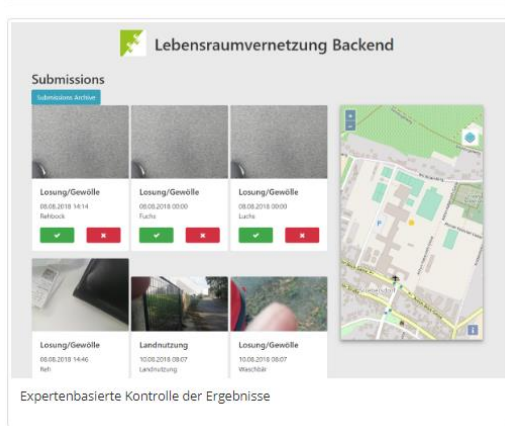 Lebensraumvernetzung Backend
Submissions
Submissions Archive
Losung/Gewölle
08.08.2018 14:14
Rehbock
Losung/Gewölle
08.08.2018 00:00
Fuchs
Losung/Gewölle
08.08.2018 00:00
Luchs
Losung/Gewölle
08.08.2018 14:46
Reh
Landnutzung
10.08.2018 08:07
Landnutzung
Losung/Gewölle
10.08.2018 08:07
Waschbär
+
−
P
i
Expertenbasierte Kontrolle der Ergebnisse